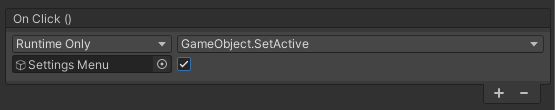 On Click ()
Runtime Only GameObject.SetActive
Settings Menu